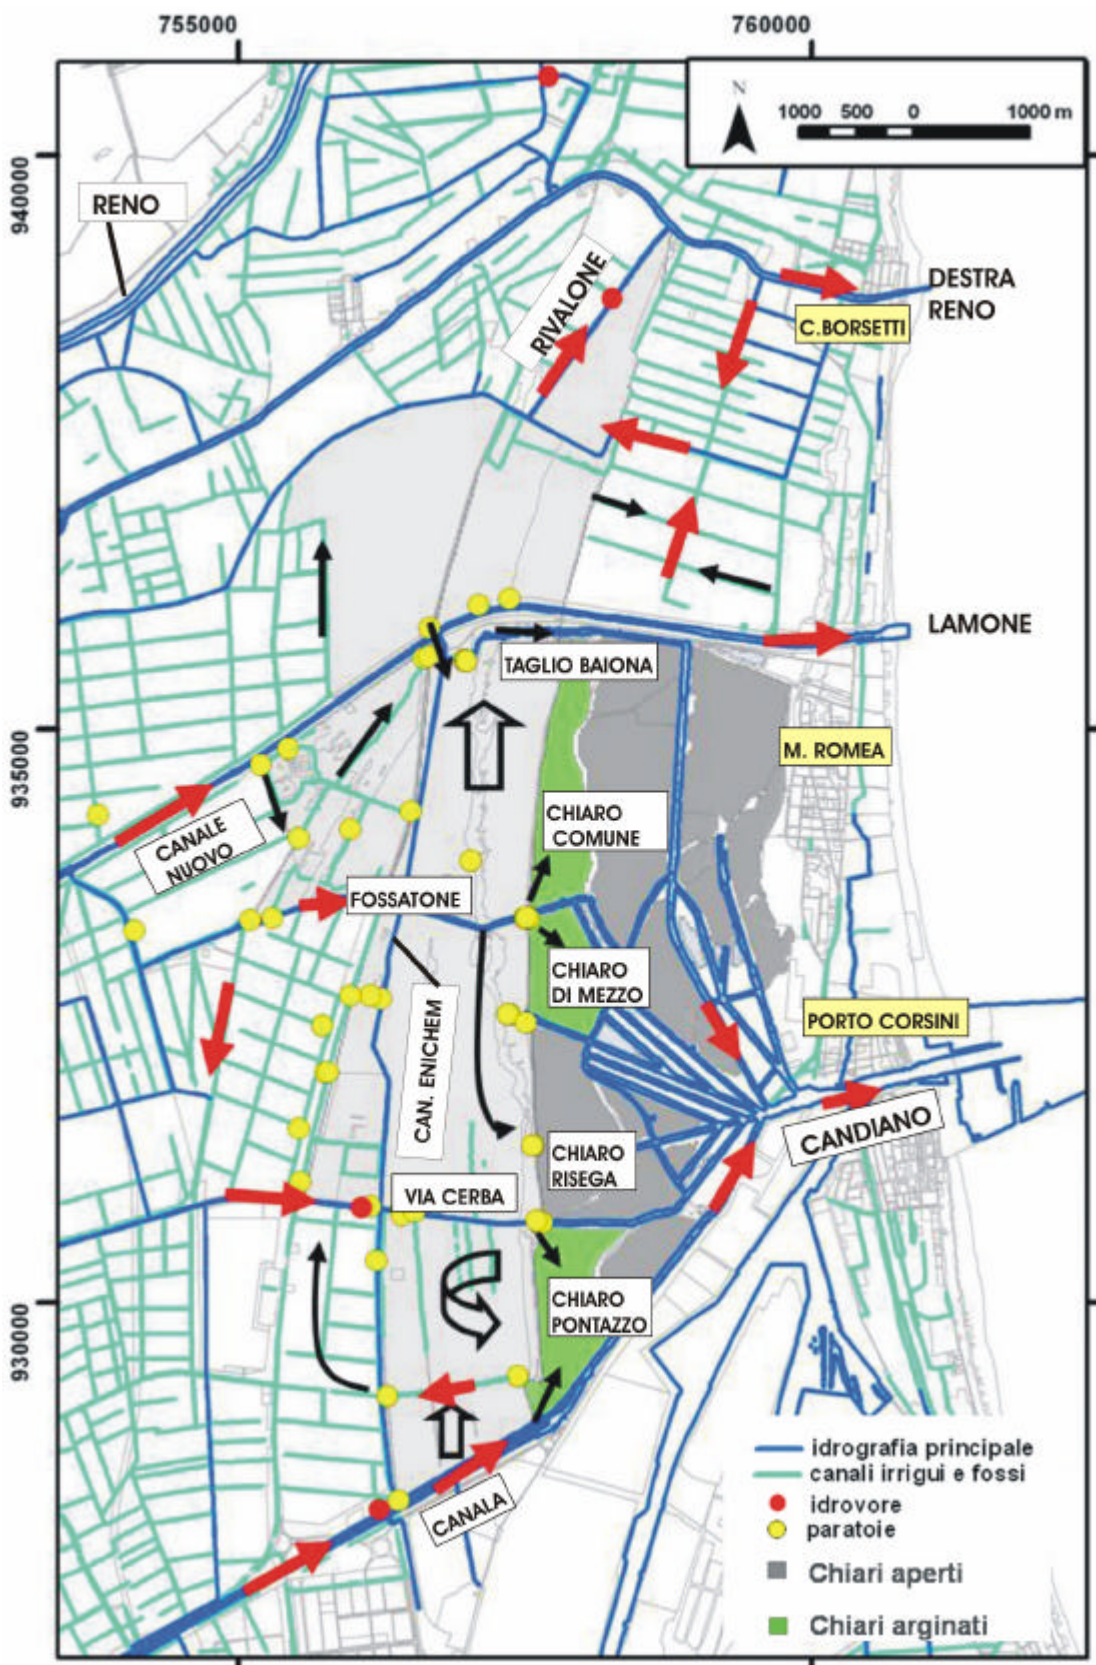 755000
760000
N
1000 500 0 1000 m
940000
RENO
RIVALONE
DESTRA
RENO
C.BORSETTI
LAMONE
TAGLIO BAIONA
935000
M. ROMEA
CHIARO
COMUNE
CANALE
NUOVO
FOSSATONE
CHIARO
DI MEZZO
PORTO CORSINI
CAN. ENICHEM
CANDIANO
CHIARO
RISEGA
VIA CERBA
930000
CHIARO
PONTAZZO
CANALA
idrografia principale
canali irrigui e fossi
idrovore
paratoie
Chiari aperti
Chiari arginati